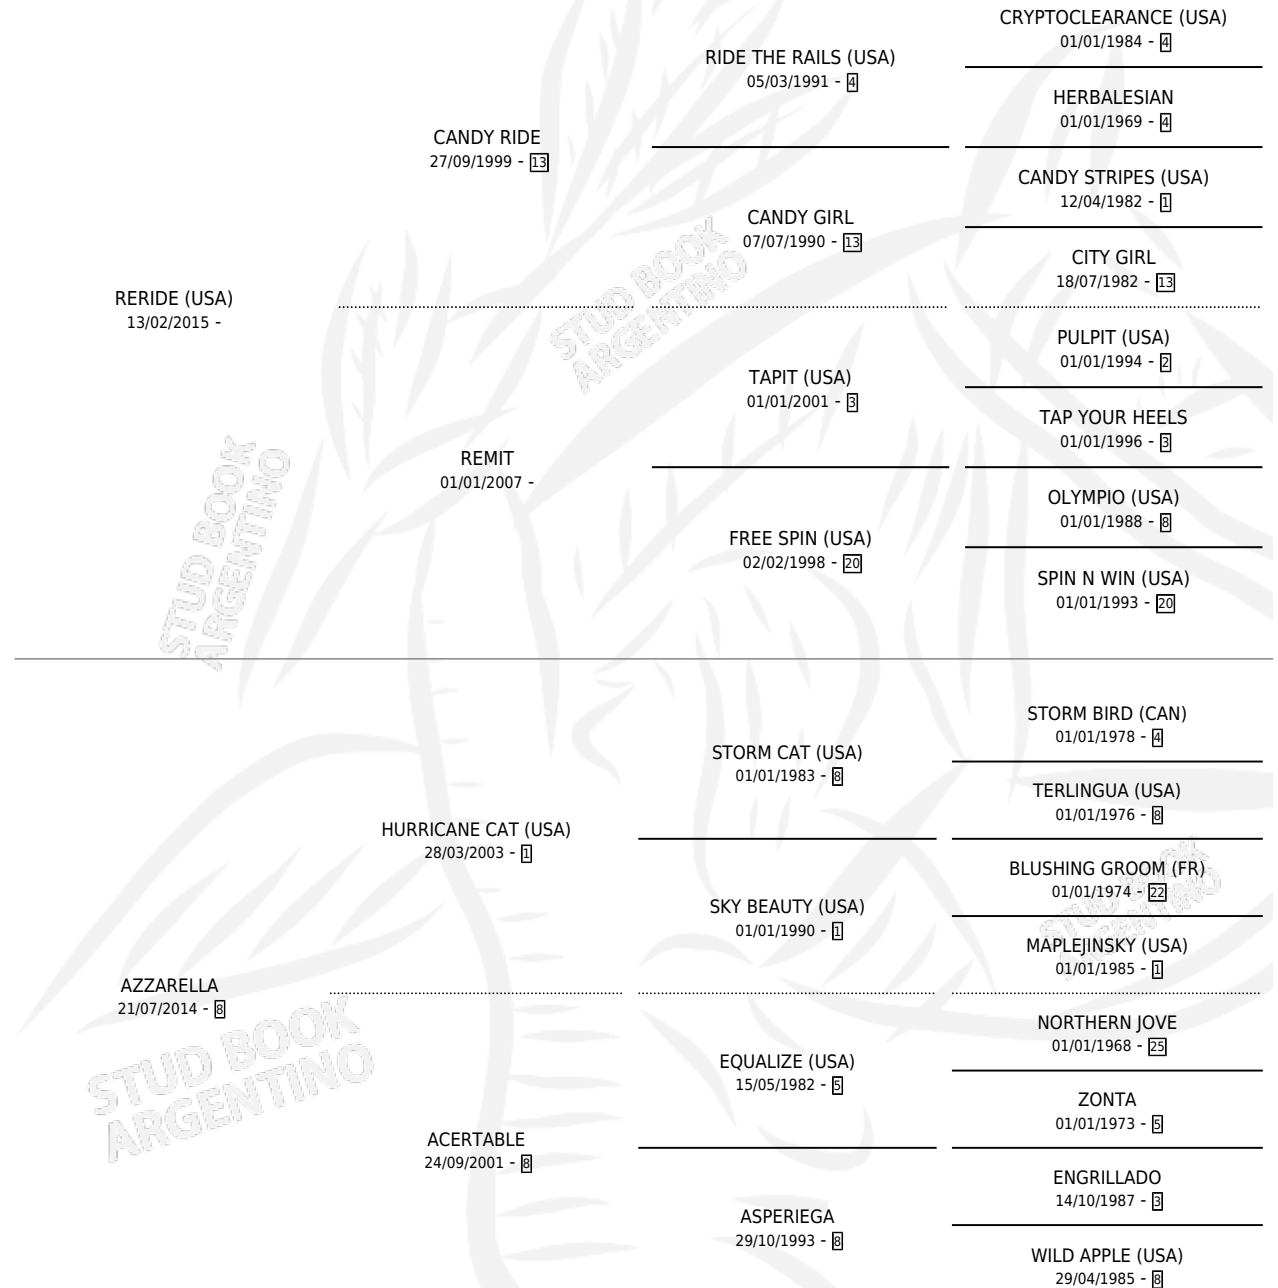 CRYPTOCLEARANCE (USA)
01/01/1984 - 4
RIDE THE RAILS (USA)
05/03/1991 - 4
HERBALESIAN
01/01/1969 - 4
CANDY RIDE
27/09/1999 - 13
CANDY STRIPES (USA)
12/04/1982 - 1
CANDY GIRL
07/07/1990 - 13
CITY GIRL
18/07/1982 - 13
RERIDE (USA)
13/02/2015 -
STUD BOOK
ARGENTINO
PULPIT (USA)
01/01/1994 - 2
TAPIT (USA)
01/01/2001 - 3
TAP YOUR HEELS
01/01/1996 - 3
REMIT
01/01/2007 -
OLYMPIO (USA)
01/01/1988 - 8
FREE SPIN (USA)
02/02/1998 - 20
SPIN N WIN (USA)
01/01/1993 - 20
STUD BOOK
ARGENTINO
STORM BIRD (CAN)
01/01/1978 - 4
STORM CAT (USA)
01/01/1983 - 8
TERLINGUA (USA)
01/01/1976 - 8
HURRICANE CAT (USA)
28/03/2003 - 1
BLUSHING GROOM (FR)
01/01/1974 - 22
STUD BOOK
ARGENTINO
SKY BEAUTY (USA)
01/01/1990 - 1
MAPLEJINSKY (USA)
01/01/1985 - 1
AZZARELLA
21/07/2014 - 8
STUD BOOK
ARGENTINO
NORTHERN JOVE
01/01/1968 - 25
EQUALIZE (USA)
15/05/1982 - 5
ZONTA
01/01/1973 - 5
ACERTABLE
24/09/2001 - 8
ENGRILLADO
14/10/1987 - 3
ASPERIEGA
29/10/1993 - 8
WILD APPLE (USA)
29/04/1985 - 8